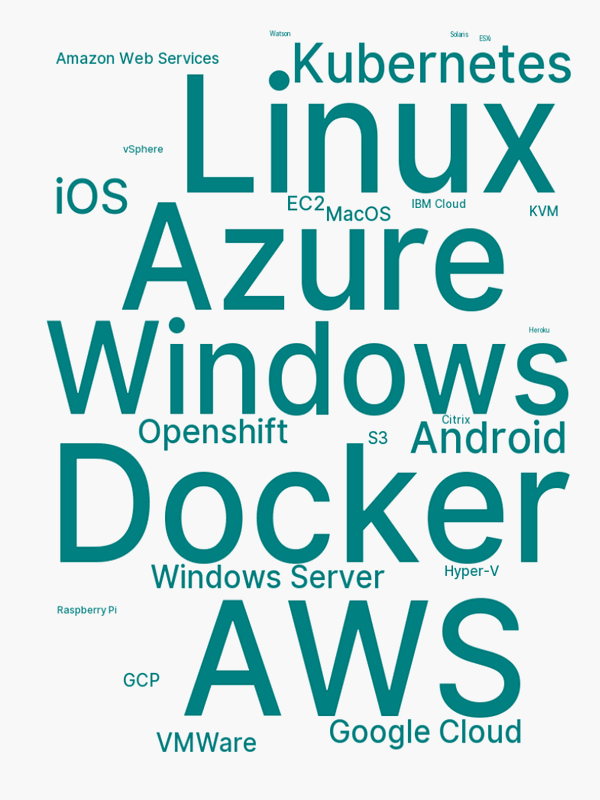 Watson
Solaris
ESXi
Amazon Web Services
Kubernetes
Linux
vSphere
iOS
EC2
MacOS
IBM Cloud
KVM
Azure
Windows
Heroku
Openshift
S3
Citrix
Android
Docker
Windows Server
Hyper-V
Raspberry Pi
AWS
GCP
Google Cloud
VMWare